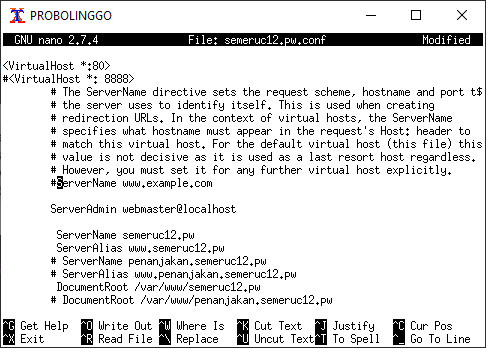 PROBOLINGGO
GNU nano 2.7.4 File: semeruc12.pw.conf Modified
<VirtualHost *:80>
#<VirtualHost *: 8888>
# The ServerName directive sets the request scheme, hostname and port t$
# the server uses to identify itself. This is used when creating
# redirection URLs. In the context of virtual hosts, the ServerName
# specifies what hostname must appear in the request's Host: header to
# match this virtual host. For the default virtual host (this file) this
# value is not decisive as it is used as a last resort host regardless.
# However, you must set it for any further virtual host explicitly.
#ServerName www.example.com
ServerAdmin webmaster@localhost
ServerName semeruc12.pw
ServerAlias www.semeruc12.pw
# ServerName penanjakan.semeruc12.pw
# ServerAlias www.penanjakan.semeruc12.pw
DocumentRoot /var/www/semeruc12.pw
# DocumentRoot /var/www/penanjakan.semeruc12.pw
^G Get Help ^O Write Out ^W Where Is ^K Cut Text ^J Justify ^C Cur Pos
^X Exit ^R Read File ^\ Replace ^U Uncut Text ^T To Spell ^_ Go To Line